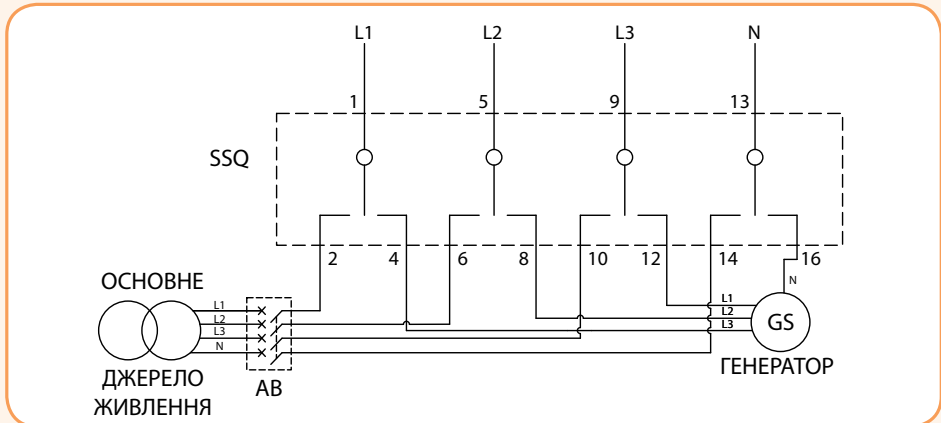 L1 L2 L3 N
1 5 9 13
SSQ
2 4 6 8 10 12 14 16
ОСНОВНЕ
ДЖЕРЕЛО
ЖИВЛЕННЯ
L1
L2
L3
N
АВ
N
L1
L2
L3
GS
ГЕНЕРАТОР